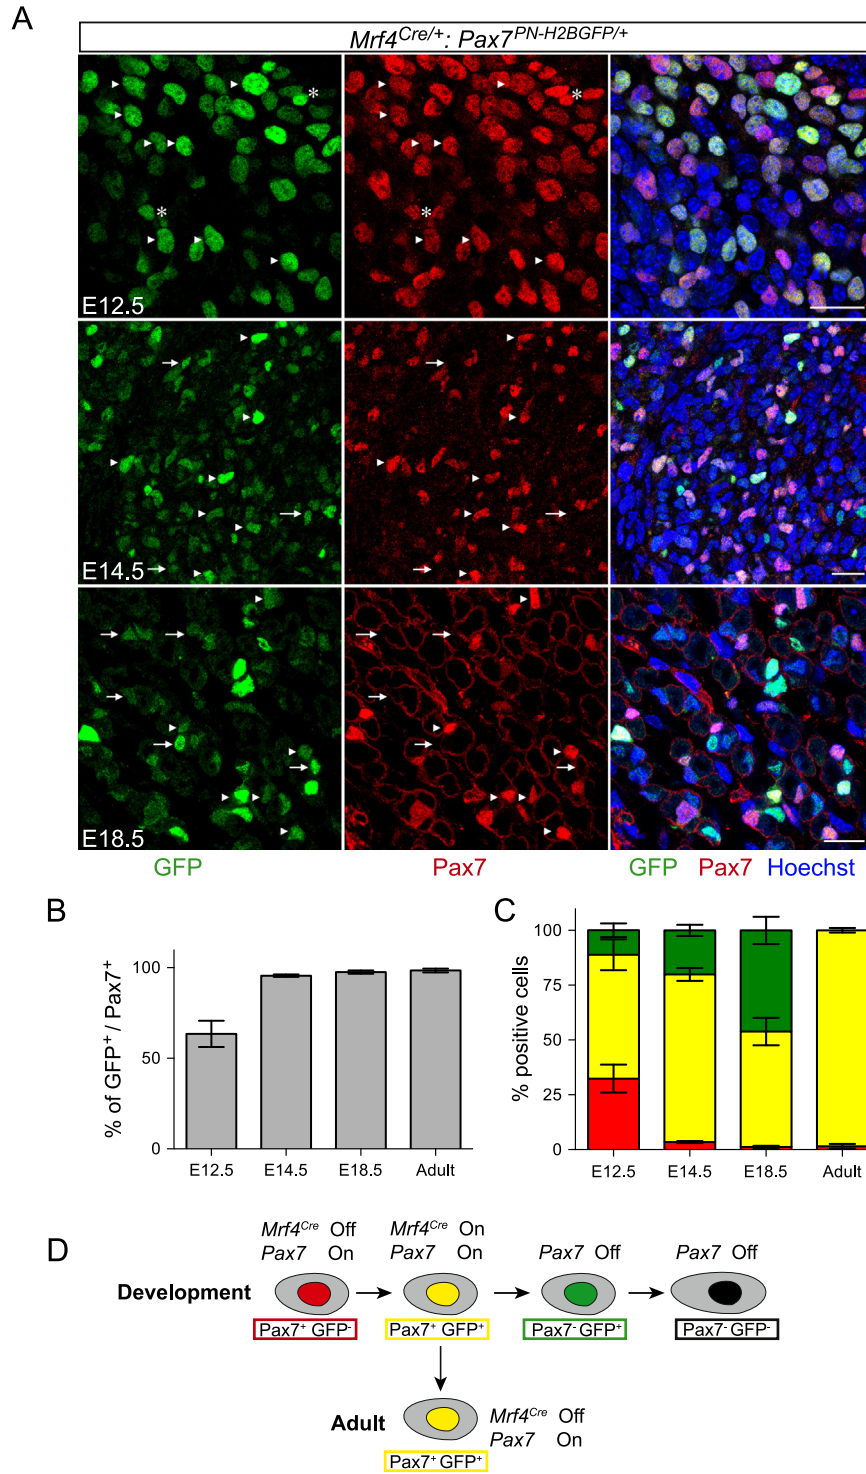 A
Mrf4Cre/+: Pax7PN-H2BGFP/+
*
*
*
*
E12.5
E14.5
E18.5
GFP Pax7 GFP Pax7 Hoechst
B
% of GFP+ / Pax7+
100
50
0
E12.5 E14.5 E18.5 Adult
C
% positive cells
100
75
50
25
0
E12.5 E14.5 E18.5 Adult
D
Mrf4Cre Off Mrf4Cre On
Pax7 On Pax7 On Pax7 Off Pax7 Off
Development
Pax7+ GFP- Pax7+ GFP+ Pax7- GFP+ Pax7- GFP-
Adult
Mrf4Cre Off
Pax7 On
Pax7+ GFP+